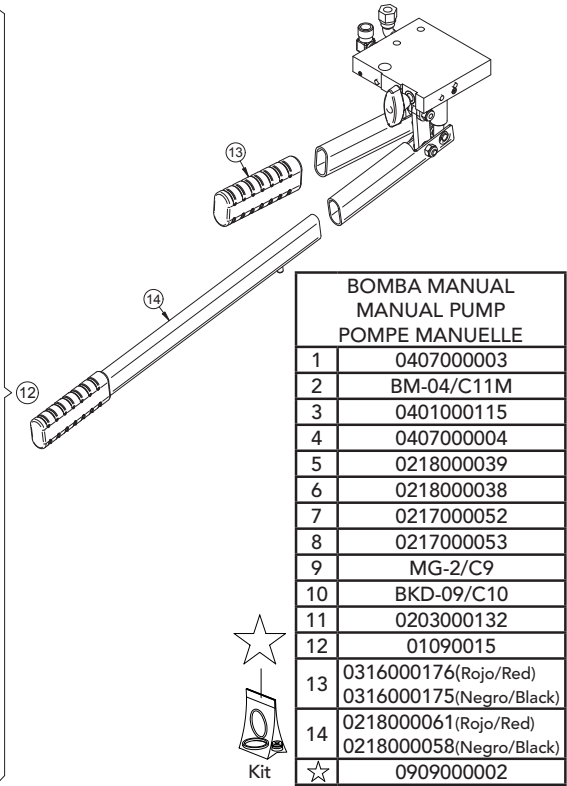 13
14
12
BOMBA MANUAL
MANUAL PUMP
POMPE MANUELLE
1 0407000003
2 BM-04/C11M
3 0401000115
4 0407000004
5 0218000039
6 0218000038
7 0217000052
8 0217000053
9 MG-2/C9
10 BKD-09/C10
11 0203000132
12 01090015
13 0316000176(Rojo/Red)
0316000175(Negro/Black)
14 0218000061(Rojo/Red)
0218000058(Negro/Black)
☆ 0909000002
Kit